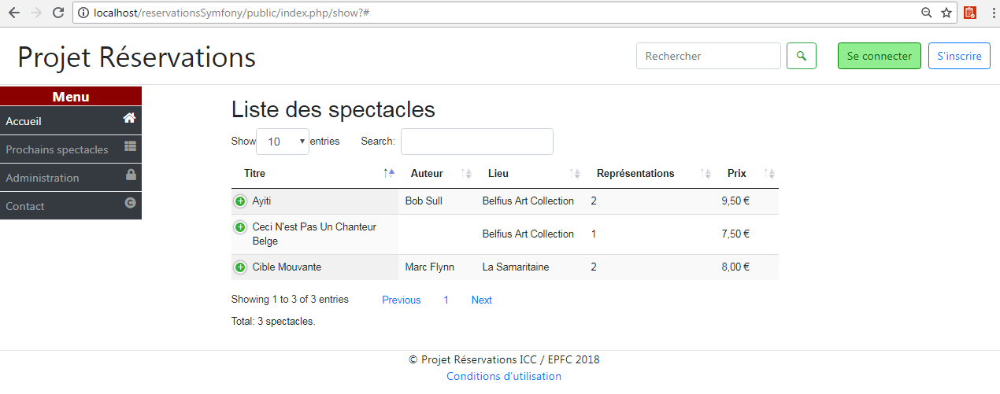 localhost/reservationsSymfony/public/index.php/show?#
Projet Réservations
Rechercher
Se connecter
S'inscrire
Menu
Accueil
Prochains spectacles
Administration
Contact
Liste des spectacles
Show 10 entries Search:
Titre Auteur Lieu Représentations Prix
Ayiti Bob Sull Belfius Art Collection 2 9,50 €
Ceci N'est Pas Un Chanteur
Belge Belfius Art Collection 1 7,50 €
Cible Mouvante Marc Flynn La Samaritaine 2 8,00 €
Showing 1 to 3 of 3 entries Previous 1 Next
Total: 3 spectacles.
© Projet Réservations ICC / EPFC 2018
Conditions d'utilisation